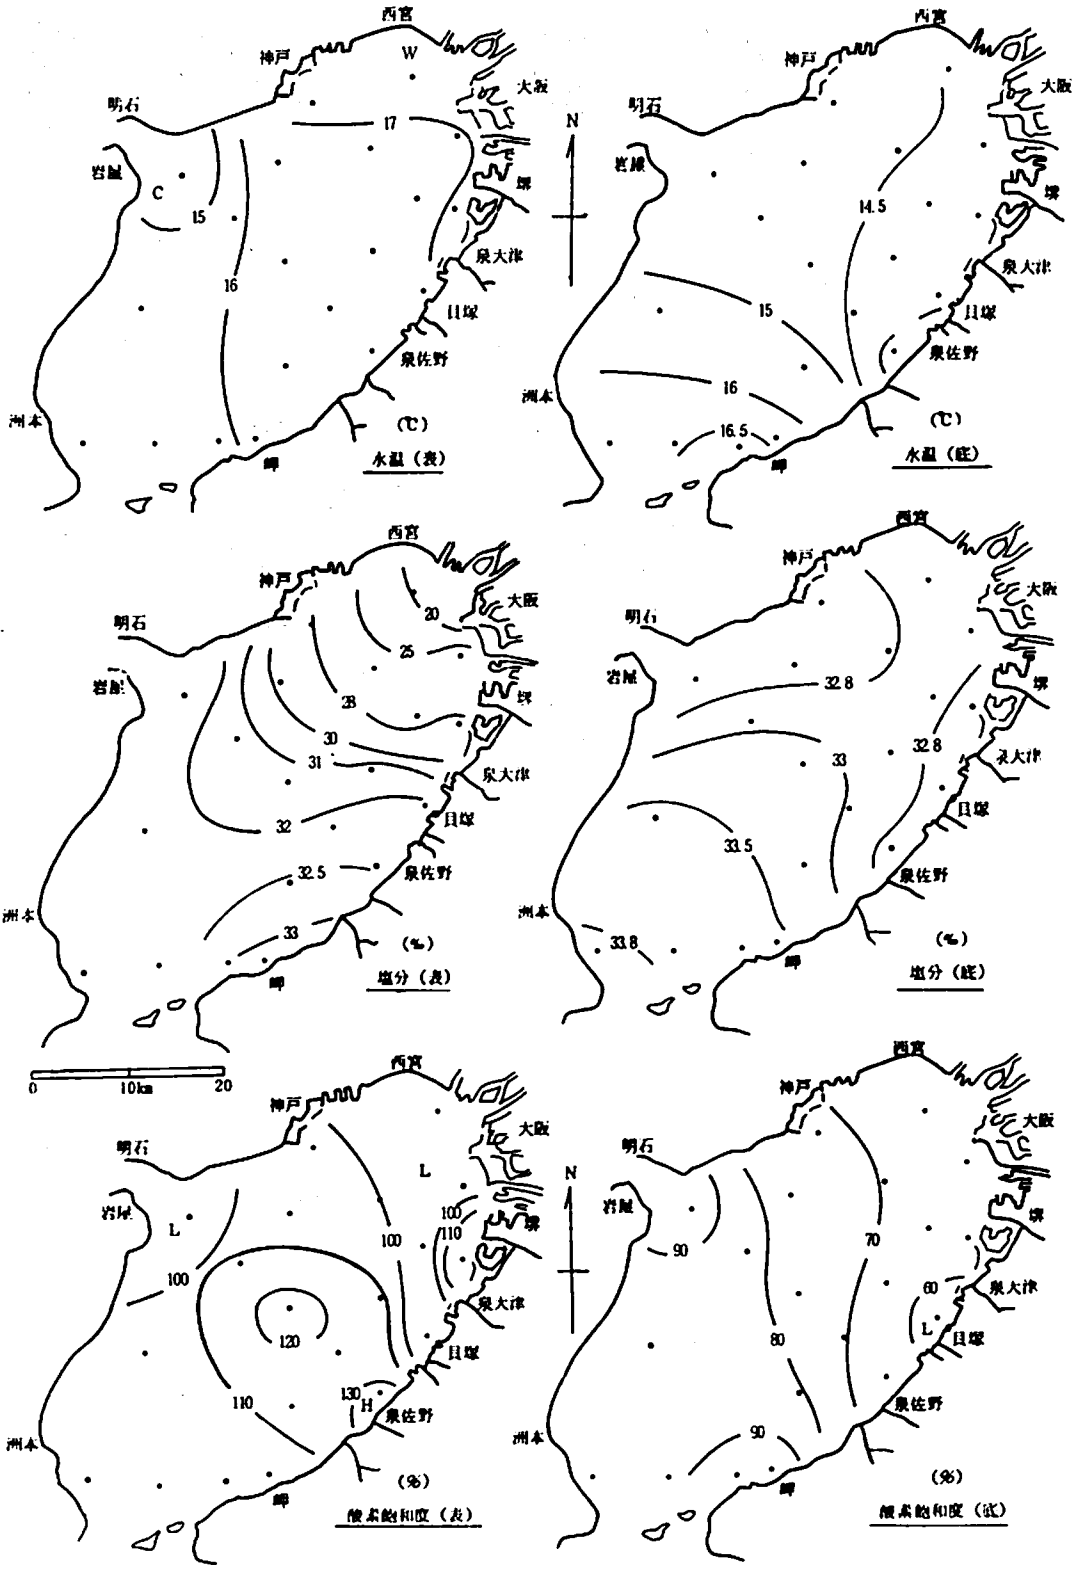 西宮
神戸
W
大阪
明石
17
岩屋
C
堺
15
泉大津
16
貝塚
泉佐野
洲本
(℃)
岬
水温(表)
N
西宮
神戸
大阪
明石
岩屋
堺
14.5
泉大津
15
貝塚
泉佐野
16
洲本
16.5
(℃)
岬
水温(底)
西宮
神戸
大阪
20
明石
25
岩屋
堺
28
30
31
泉大津
32
貝塚
32.5
泉佐野
洲本
33
(‰)
岬
塩分(表)
西宮
神戸
大阪
明石
岩屋
32.8
堺
32.8
33
泉大津
貝塚
33.5
泉佐野
洲本
33.8
(‰)
岬
塩分(底)
0 10km 20
西宮
神戸
大阪
明石
L
岩屋
L
100
堺
110
100
100
泉大津
120
貝塚
130
H
110
泉佐野
洲本
(%)
岬
酸素飽和度(表)
N
西宮
神戸
大阪
明石
岩屋
堺
70
90
60
泉大津
L
貝塚
80
泉佐野
洲本
90
(%)
岬
酸素飽和度(底)